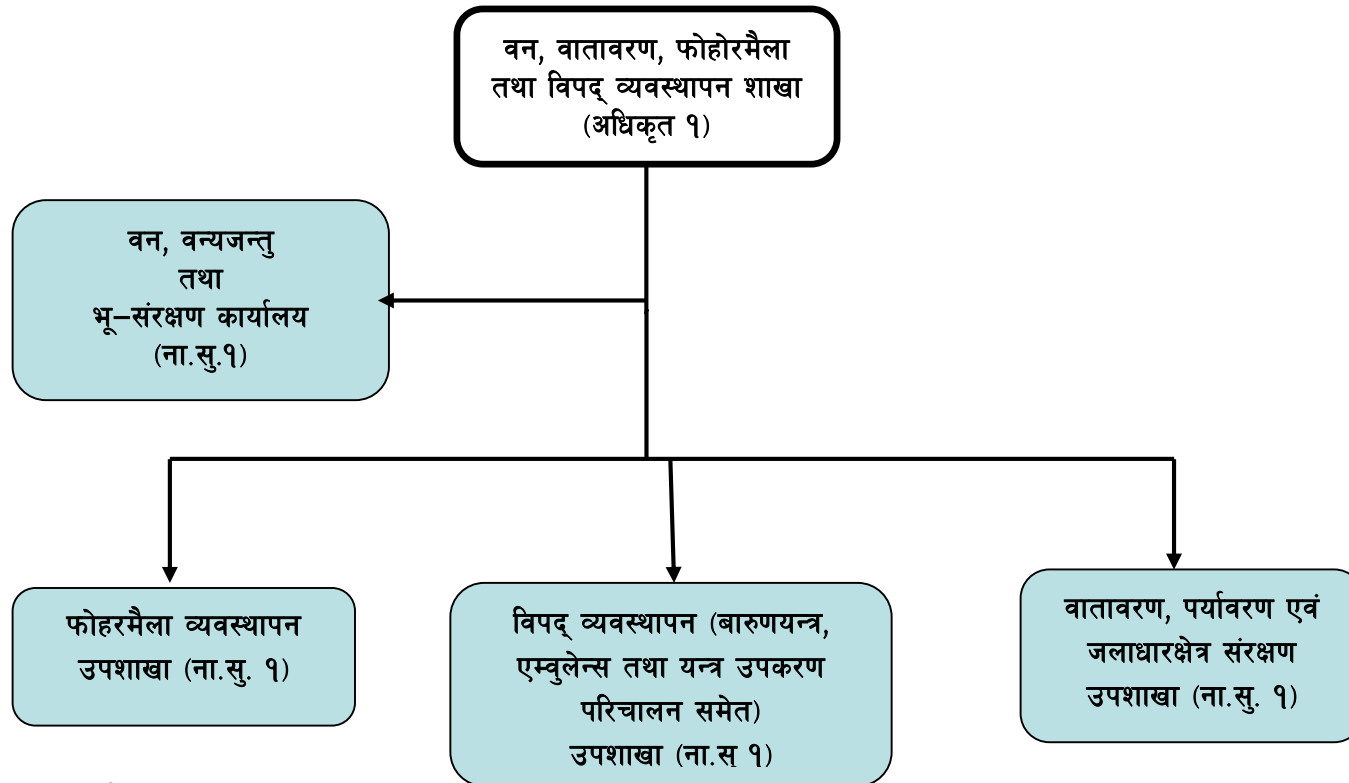 वन, वातावरण, फोहोरमैला
तथा विपद् व्यवस्थापन शाखा
(अधिकृत १)
वन, वन्यजन्तु
तथा
भू–संरक्षण कार्यालय
(ना.सु.१)
फोहरमैला व्यवस्थापन
उपशाखा (ना.सु. १)
विपद् व्यवस्थापन (बारुणयन्त्र,
एम्वुलेन्स तथा यन्त्र उपकरण
परिचालन समेत)
उपशाखा (ना.स १)
वातावरण, पर्यावरण एवं
जलाधारक्षेत्र संरक्षण
उपशाखा (ना.सु. १)